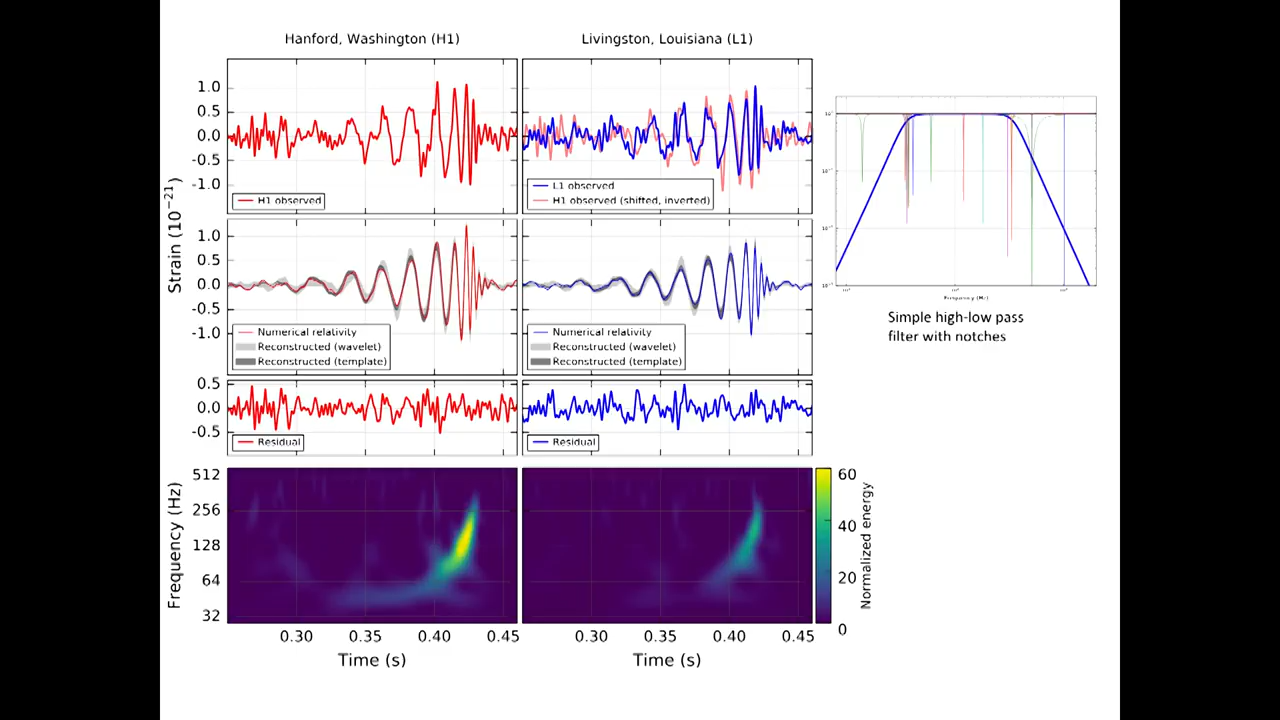 Hanford, Washington (H1)
Livingston, Louisiana (L1)
Strain (10⁻²¹)
1.0
0.5
0.0
-0.5
-1.0
H1 observed
L1 observed
H1 observed (shifted, inverted)
1.0
0.5
0.0
-0.5
-1.0
Numerical relativity
Reconstructed (wavelet)
Reconstructed (template)
Numerical relativity
Reconstructed (wavelet)
Reconstructed (template)
0.5
0.0
-0.5
Residual
Residual
Frequency (Hz)
512
256
128
64
32
0.30 0.35 0.40 0.45
Time (s)
0.30 0.35 0.40 0.45
Time (s)
60
40
20
0
Normalized energy
Frequency (Hz)
Simple high-low pass
filter with notches